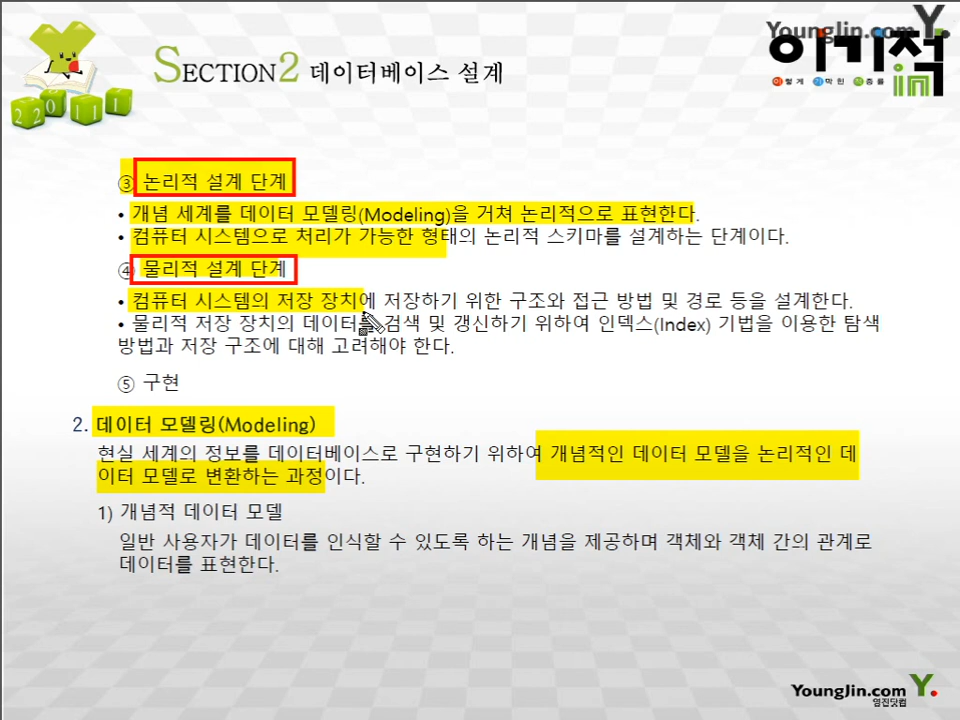 YoungJin.com Y.
이기적in
이렇게 기막힌 적중률
22011
SECTION2 데이터베이스 설계
③ 논리적 설계 단계
• 개념 세계를 데이터 모델링(Modeling)을 거쳐 논리적으로 표현한다.
• 컴퓨터 시스템으로 처리가 가능한 형태의 논리적 스키마를 설계하는 단계이다.
④ 물리적 설계 단계
• 컴퓨터 시스템의 저장 장치에 저장하기 위한 구조와 접근 방법 및 경로 등을 설계한다.
• 물리적 저장 장치의 데이터를 검색 및 갱신하기 위하여 인덱스(Index) 기법을 이용한 탐색
방법과 저장 구조에 대해 고려해야 한다.
⑤ 구현
2. 데이터 모델링(Modeling)
현실 세계의 정보를 데이터베이스로 구현하기 위하여 개념적인 데이터 모델을 논리적인 데
이터 모델로 변환하는 과정이다.
1) 개념적 데이터 모델
일반 사용자가 데이터를 인식할 수 있도록 하는 개념을 제공하며 객체와 객체 간의 관계로
데이터를 표현한다.
YoungJin.com Y.
영진닷컴